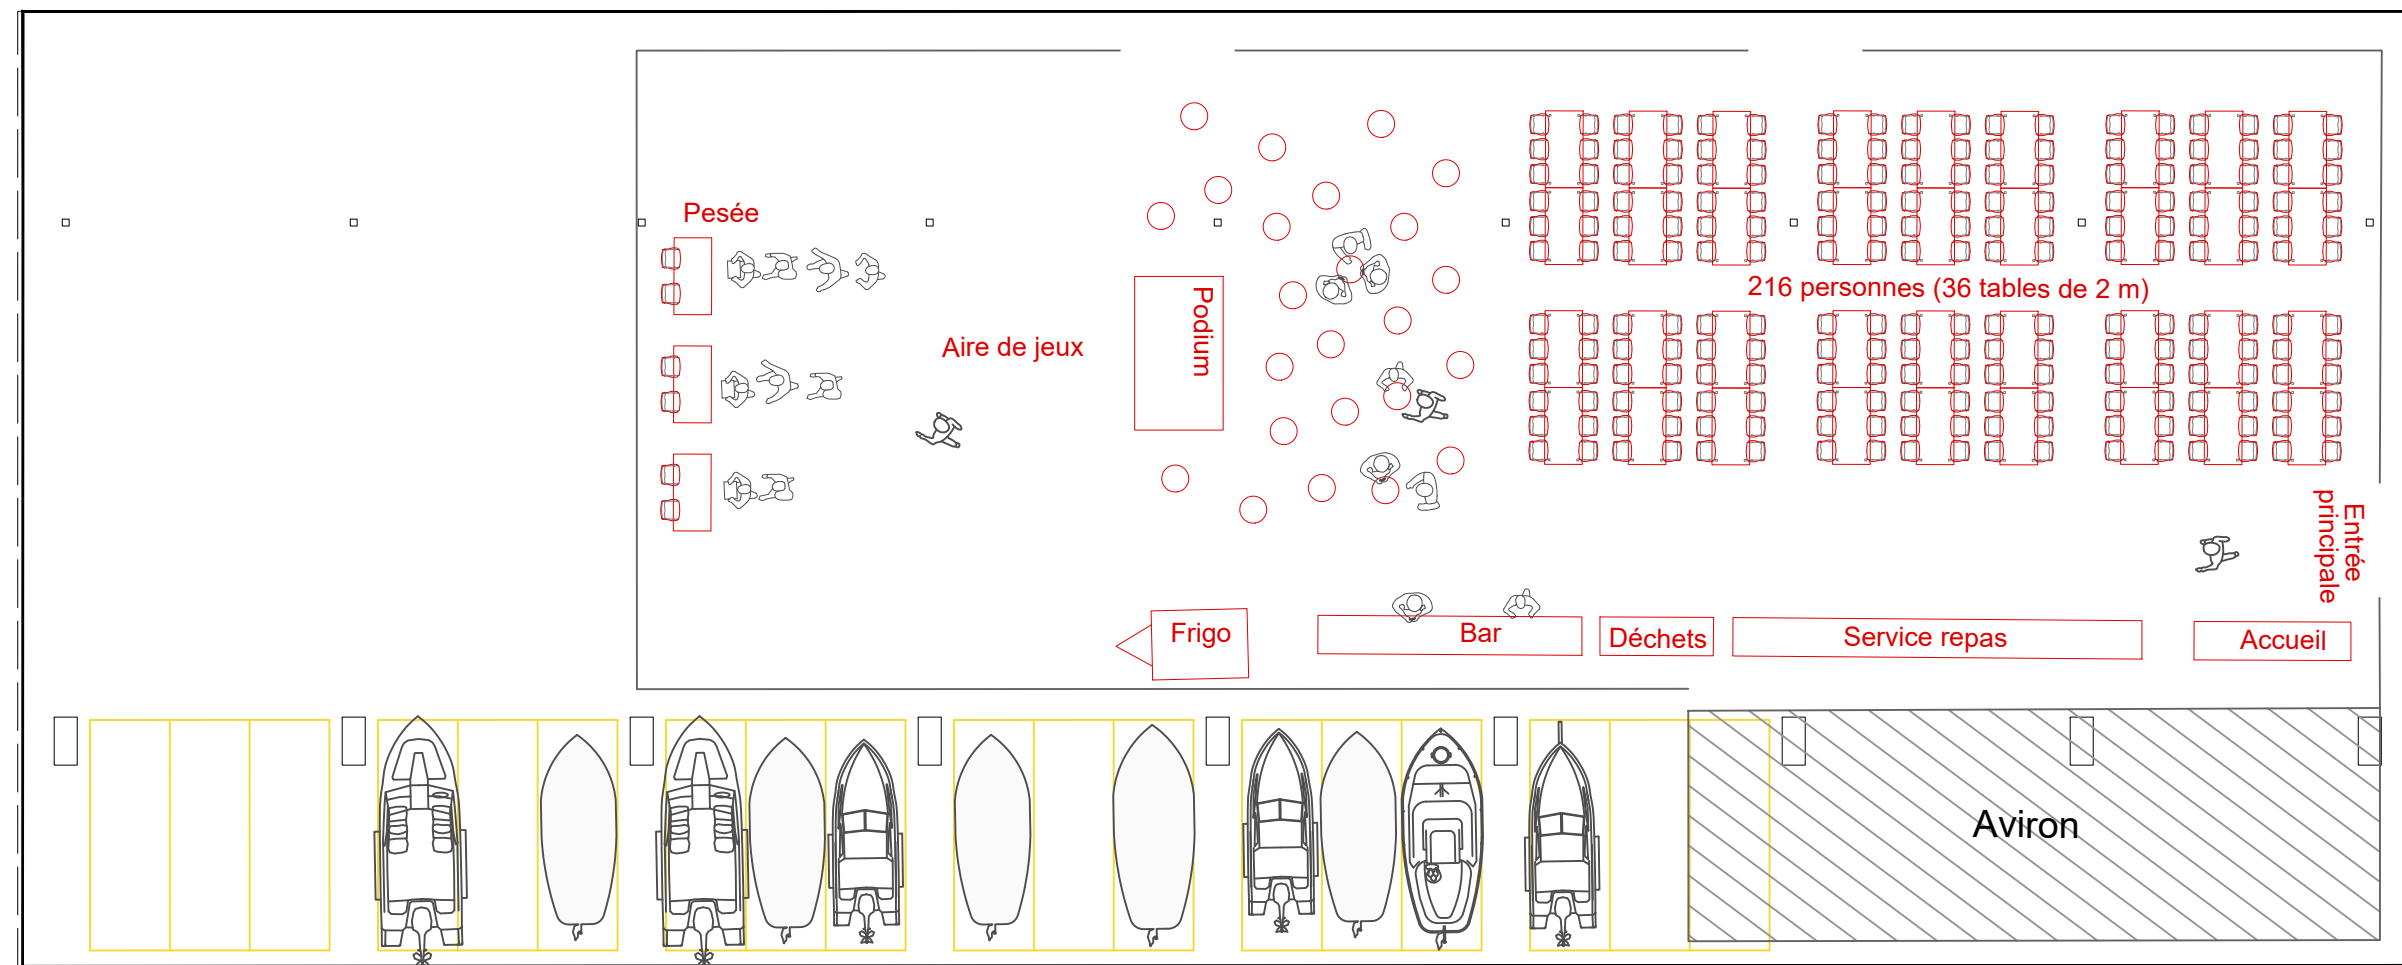 Pesée
216 personnes (36 tables de 2 m)
Podium
Aire de jeux
Entrée
principale
Frigo
Bar
Déchets
Service repas
Accueil
Aviron